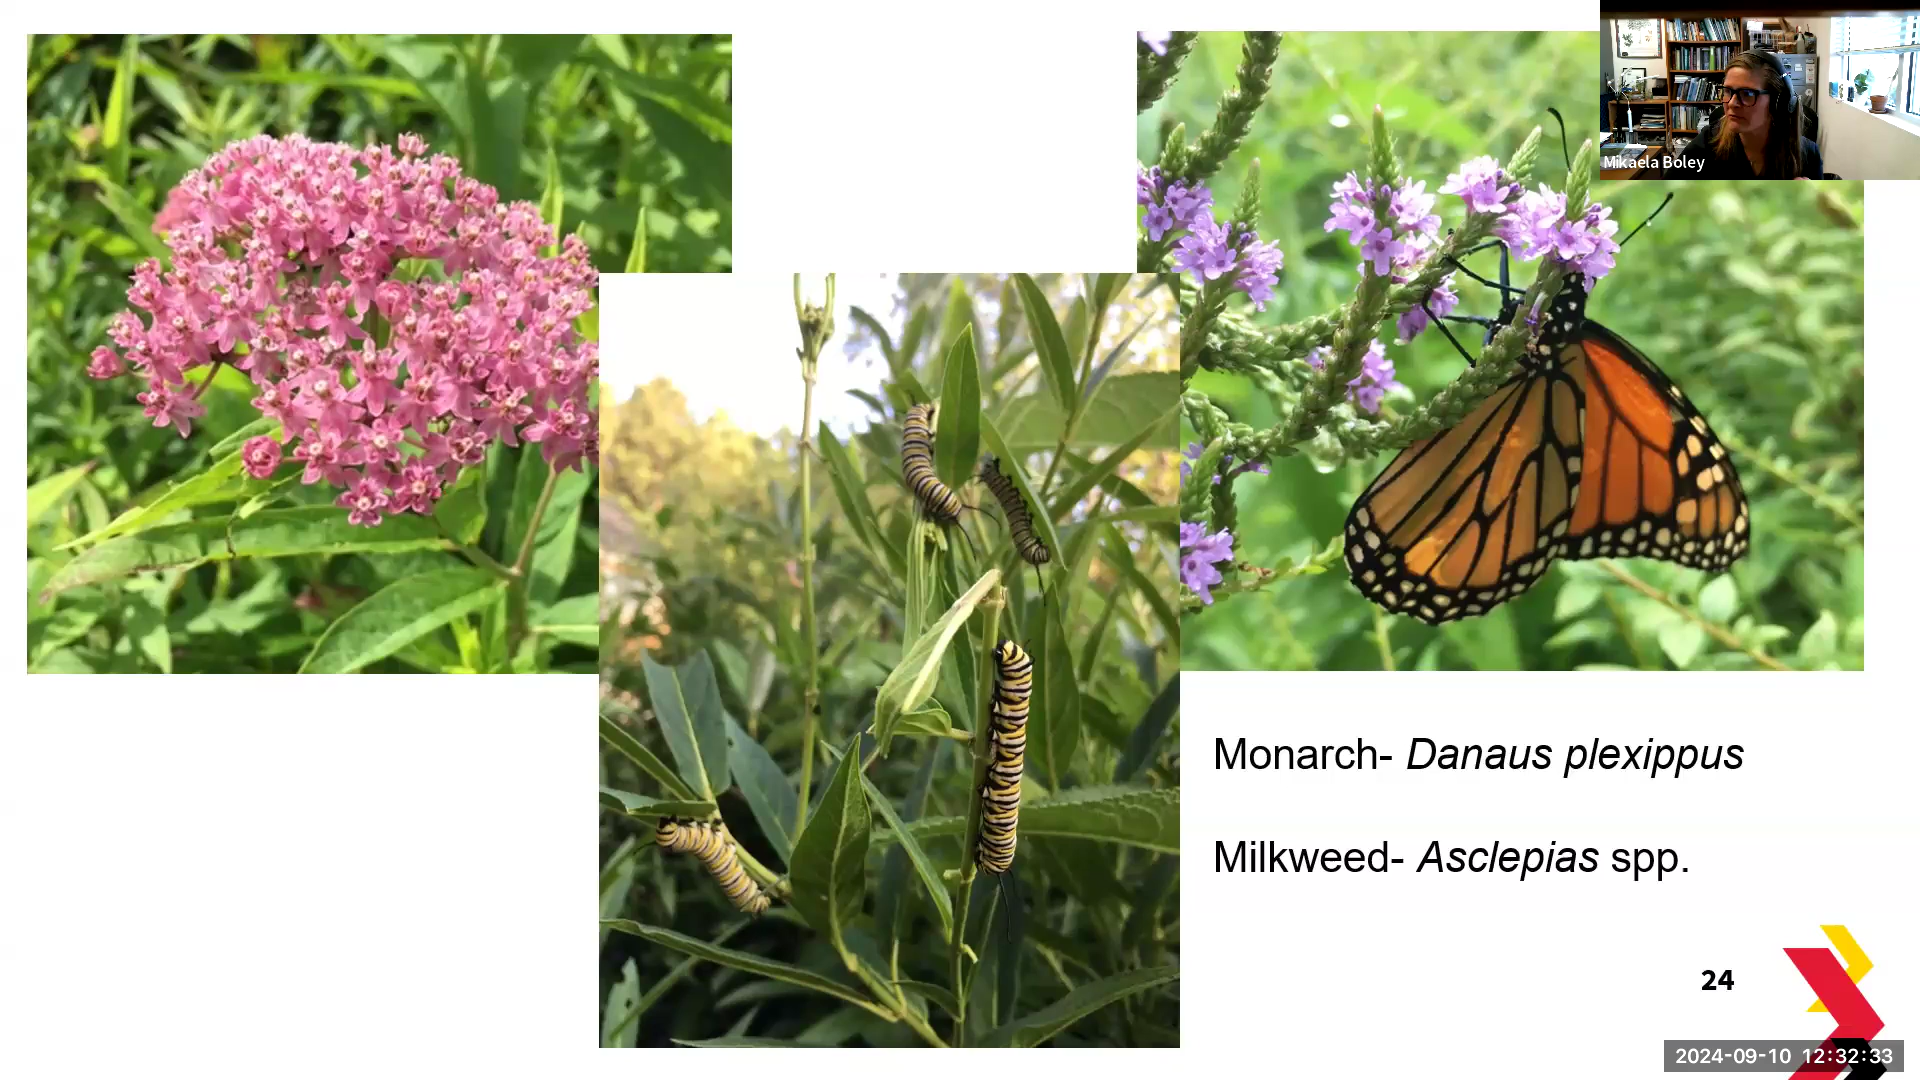 Mikaela Boley
Monarch- Danaus plexippus
Milkweed- Asclepias spp.
24
2024-09-10 12:32:33